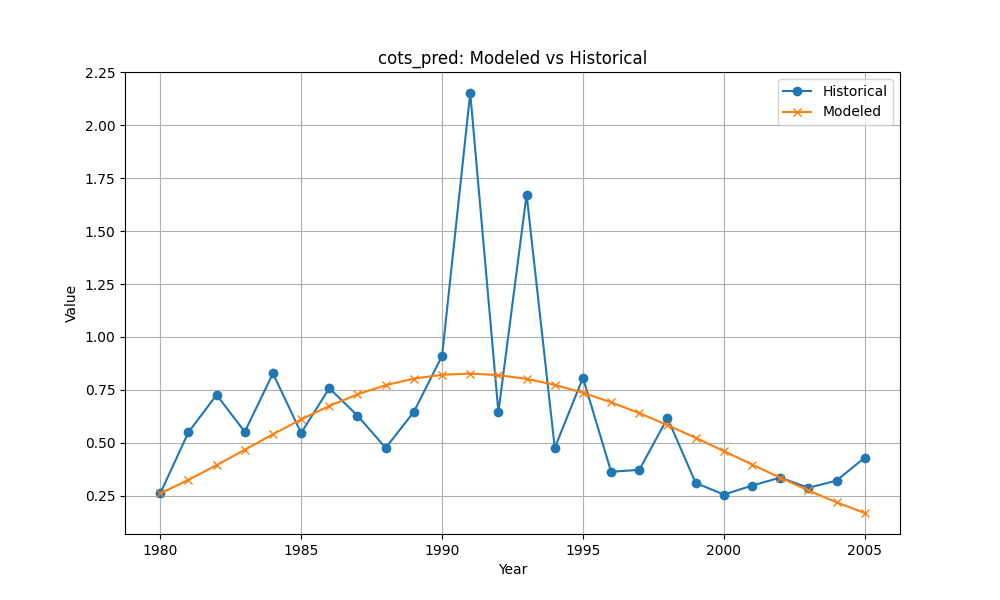 cots_pred: Modeled vs Historical
Historical
Modeled
2.25
2.00
1.75
1.50
1.25
1.00
0.75
0.50
0.25
Value
1980 1985 1990 1995 2000 2005
Year